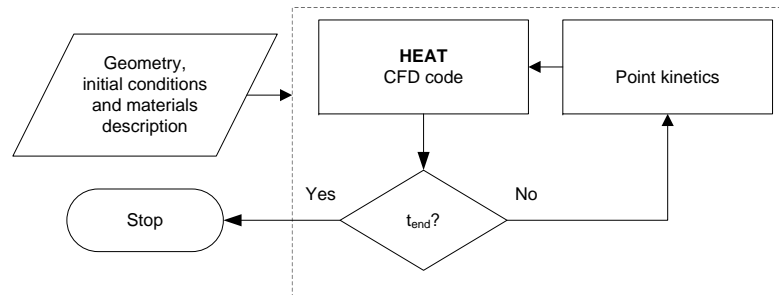 Geometry,
initial conditions
and materials
description
HEAT
CFD code
Point kinetics
Yes
No
Stop
tend?